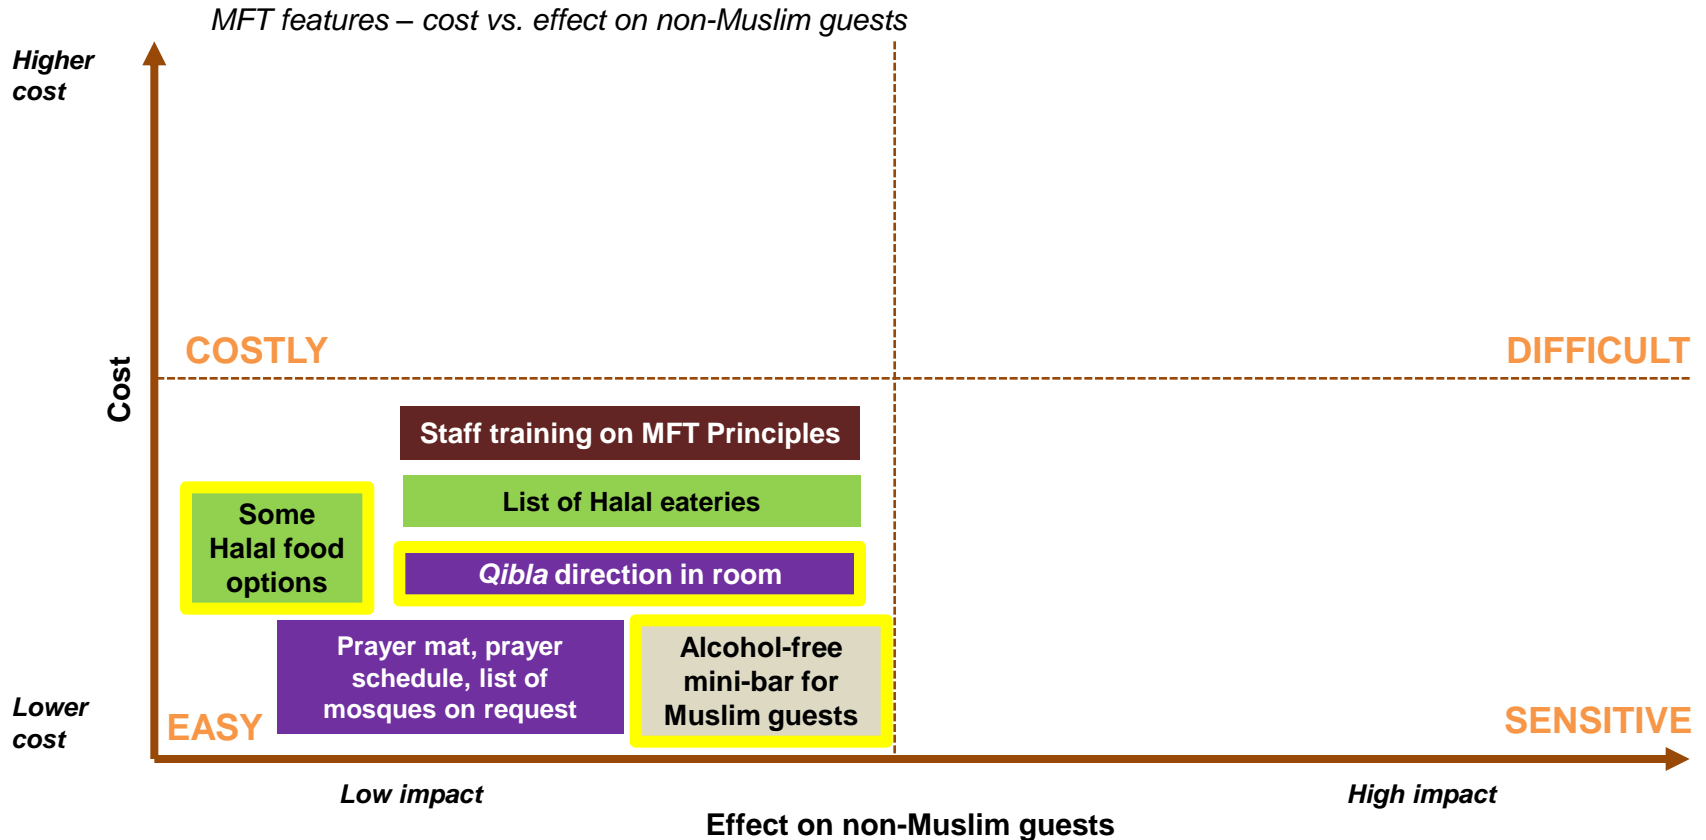 MFT features – cost vs. effect on non-Muslim guests
Higher
cost
COSTLY
DIFFICULT
Cost
Staff training on MFT Principles
List of Halal eateries
Some
Halal food
options
Qibla direction in room
Prayer mat, prayer
schedule, list of
mosques on request
Alcohol-free
mini-bar for
Muslim guests
Lower
cost
EASY
SENSITIVE
Low impact
High impact
Effect on non-Muslim guests